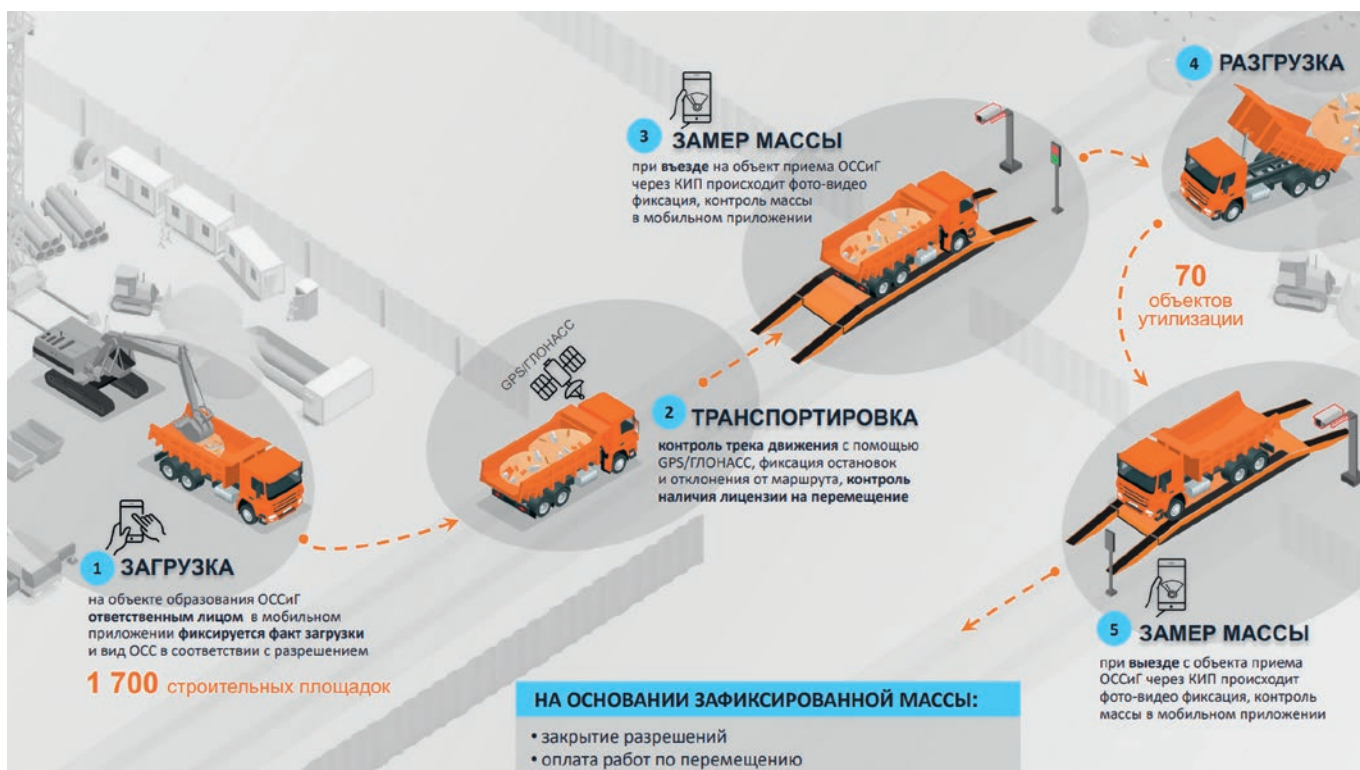 1 ЗАГРУЗКА
на объекте образования ОССиГ
ответственным лицом в мобильном
приложении фиксируется факт загрузки
и вид ОСС в соответствии с разрешением
1 700 строительных площадок
GPS/ГЛОНАСС
2 ТРАНСПОРТИРОВКА
контроль трека движения с помощью
GPS/ГЛОНАСС, фиксация остановок
и отклонения от маршрута, контроль
наличия лицензии на перемещение
3 ЗАМЕР МАССЫ
при въезде на объект приема ОССиГ
через КИП происходит фото-видео
фиксация, контроль массы
в мобильном приложении
4 РАЗГРУЗКА
70
объектов
утилизации
5 ЗАМЕР МАССЫ
при выезде с объекта приема
ОССиГ через КИП происходит
фото-видео фиксация, контроль
массы в мобильном приложении
НА ОСНОВАНИИ ЗАФИКСИРОВАННОЙ МАССЫ:
• закрытие разрешений
• оплата работ по перемещению